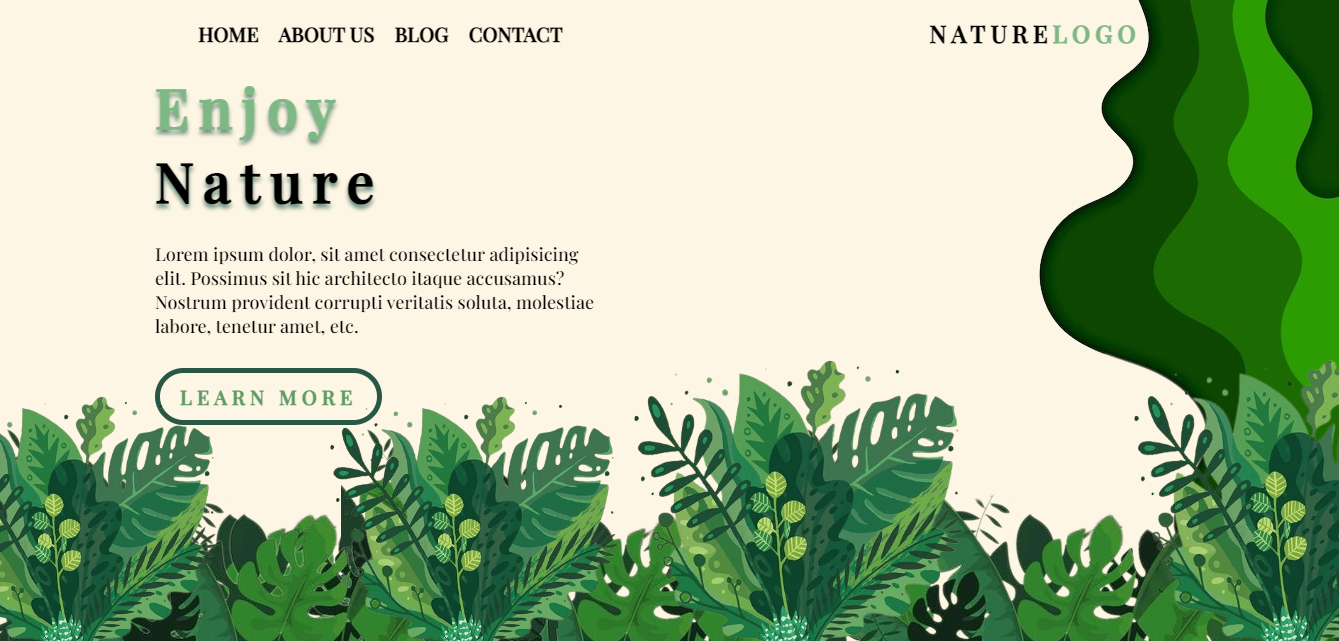 HOME ABOUT US BLOG CONTACT
NATURELOGO
Enjoy
Nature
Lorem ipsum dolor, sit amet consectetur adipisicing
elit. Possimus sit hic architecto itaque accusamus?
Nostrum provident corrupti veritatis soluta, molestiae
labore, tenetur amet, etc.
LEARN MORE